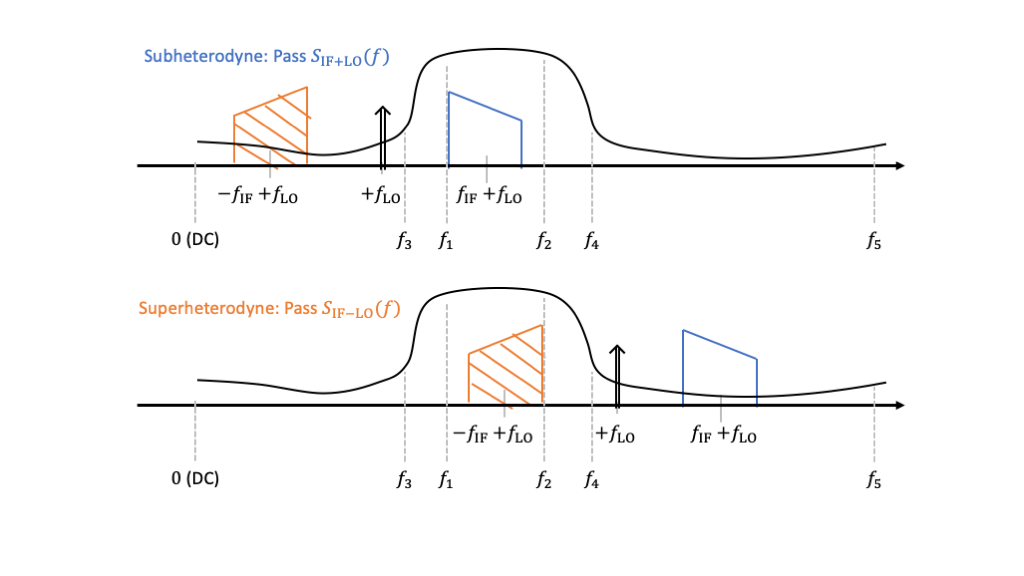 Subheterodyne: Pass S_IF+LO(f)
−f_IF +f_LO +f_LO f_IF +f_LO
0 (DC) f_3 f_1 f_2 f_4 f_5
Superheterodyne: Pass S_IF−LO(f)
−f_IF +f_LO +f_LO f_IF +f_LO
0 (DC) f_3 f_1 f_2 f_4 f_5